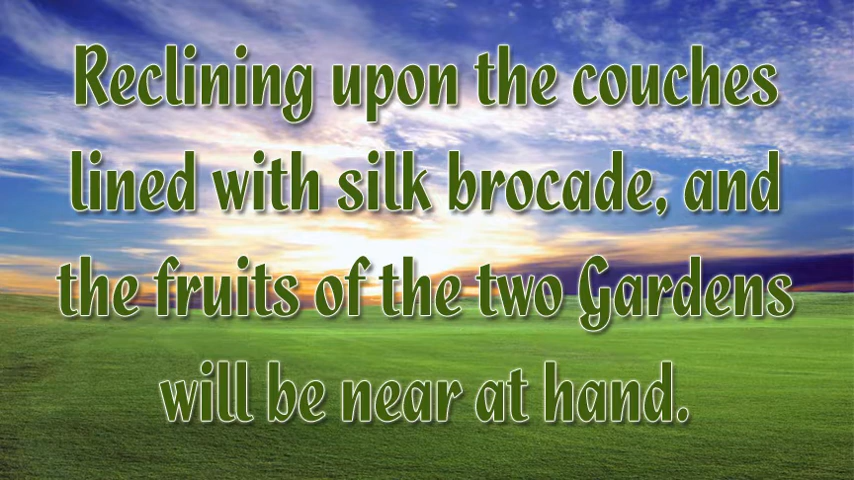 Reclining upon the couches
lined with silk brocade, and
the fruits of the two Gardens
will be near at hand.